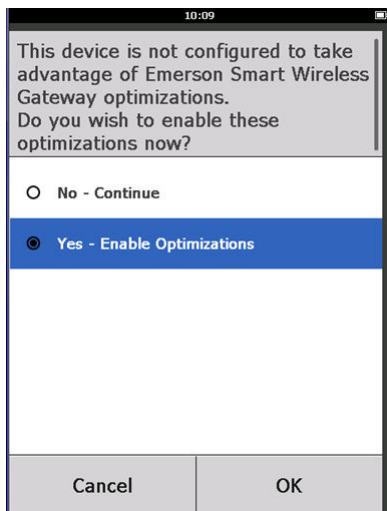 10:09
This device is not configured to take
advantage of Emerson Smart Wireless
Gateway optimizations.
Do you wish to enable these
optimizations now?
No - Continue
Yes - Enable Optimizations
Cancel
OK